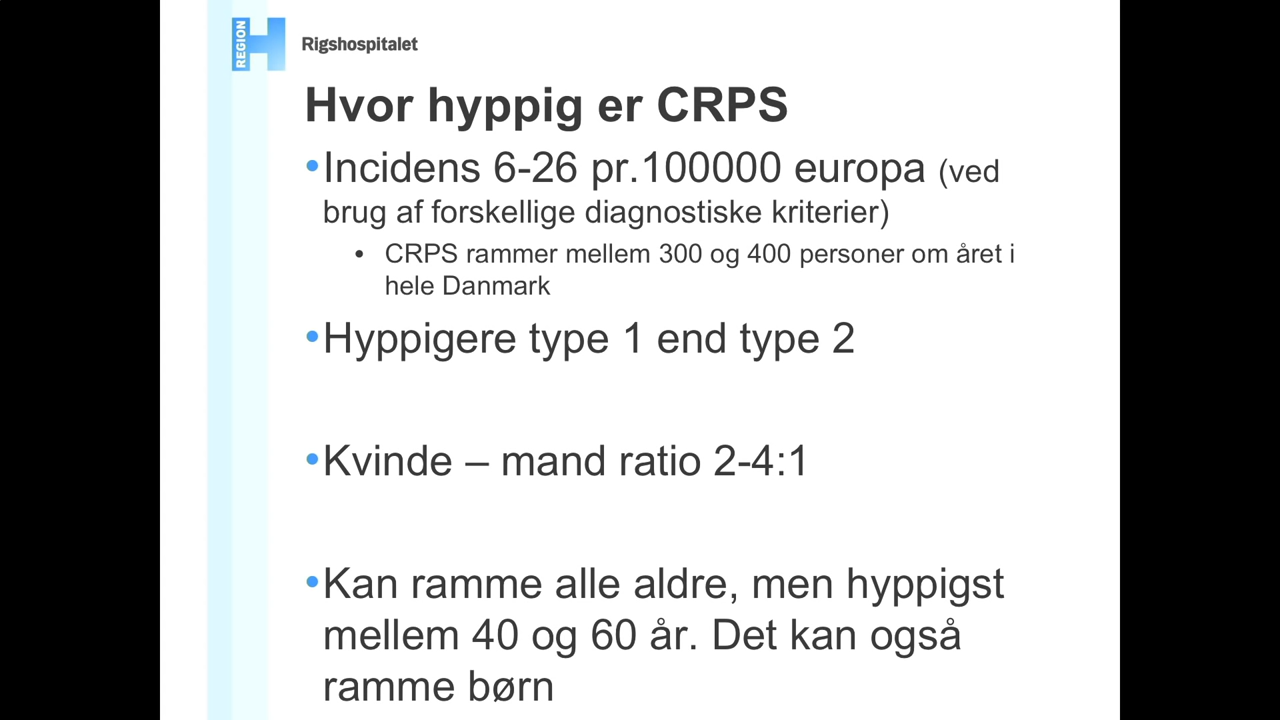 REGION
Rigshospitalet
Hvor hyppig er CRPS
•Incidens 6-26 pr.100000 europa (ved
brug af forskellige diagnostiske kriterier)
• CRPS rammer mellem 300 og 400 personer om året i
hele Danmark
•Hyppigere type 1 end type 2
•Kvinde – mand ratio 2-4:1
•Kan ramme alle aldre, men hyppigst
mellem 40 og 60 år. Det kan også
ramme børn